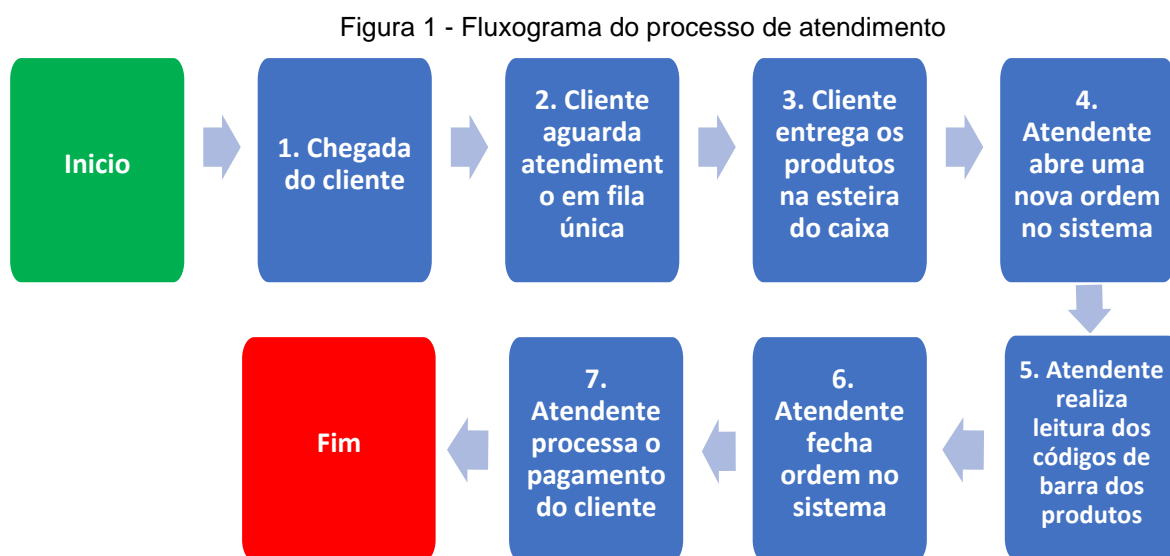 Figura 1 - Fluxograma do processo de atendimento
Inicio
1. Chegada
do cliente
2. Cliente
aguarda
atendiment
o em fila
única
3. Cliente
entrega os
produtos
na esteira
do caixa
4.
Atendente
abre uma
nova ordem
no sistema
5. Atendente
realiza
leitura dos
códigos de
barra dos
produtos
6.
Atendente
fecha
ordem no
sistema
7.
Atendente
processa o
pagamento
do cliente
Fim